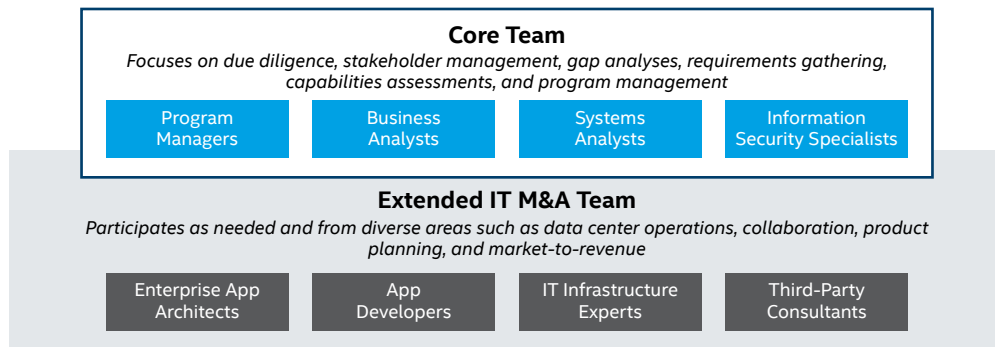 Core Team
Focuses on due diligence, stakeholder management, gap analyses, requirements gathering,
capabilities assessments, and program management
Program
Managers
Business
Analysts
Systems
Analysts
Information
Security Specialists
Extended IT M&A Team
Participates as needed and from diverse areas such as data center operations, collaboration, product
planning, and market-to-revenue
Enterprise App
Architects
App
Developers
IT Infrastructure
Experts
Third-Party
Consultants